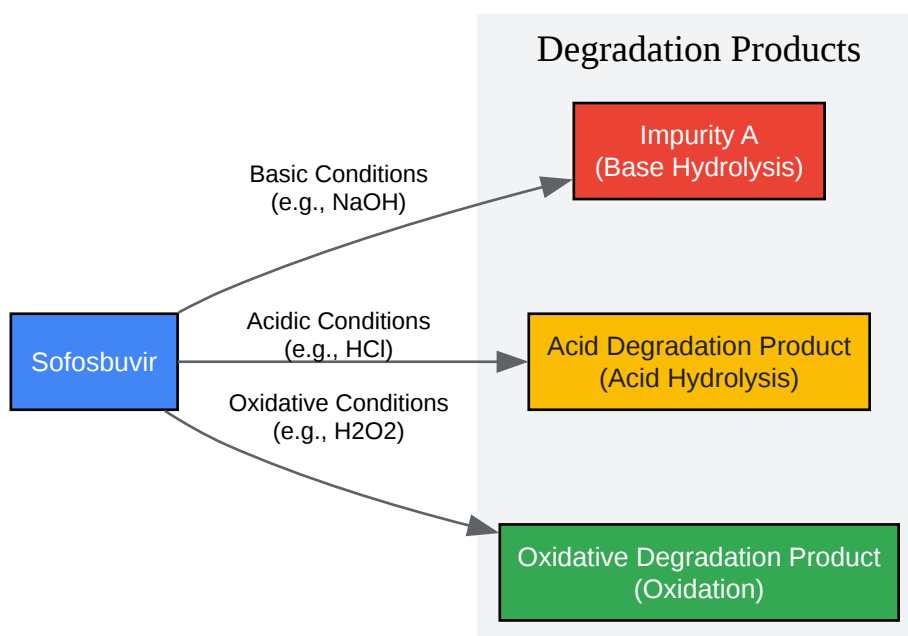 Degradation Products
Impurity A
(Base Hydrolysis)
Basic Conditions
(e.g., NaOH)
Sofosbuvir
Acidic Conditions
(e.g., HCl)
Acid Degradation Product
(Acid Hydrolysis)
Oxidative Conditions
(e.g., H2O2)
Oxidative Degradation Product
(Oxidation)